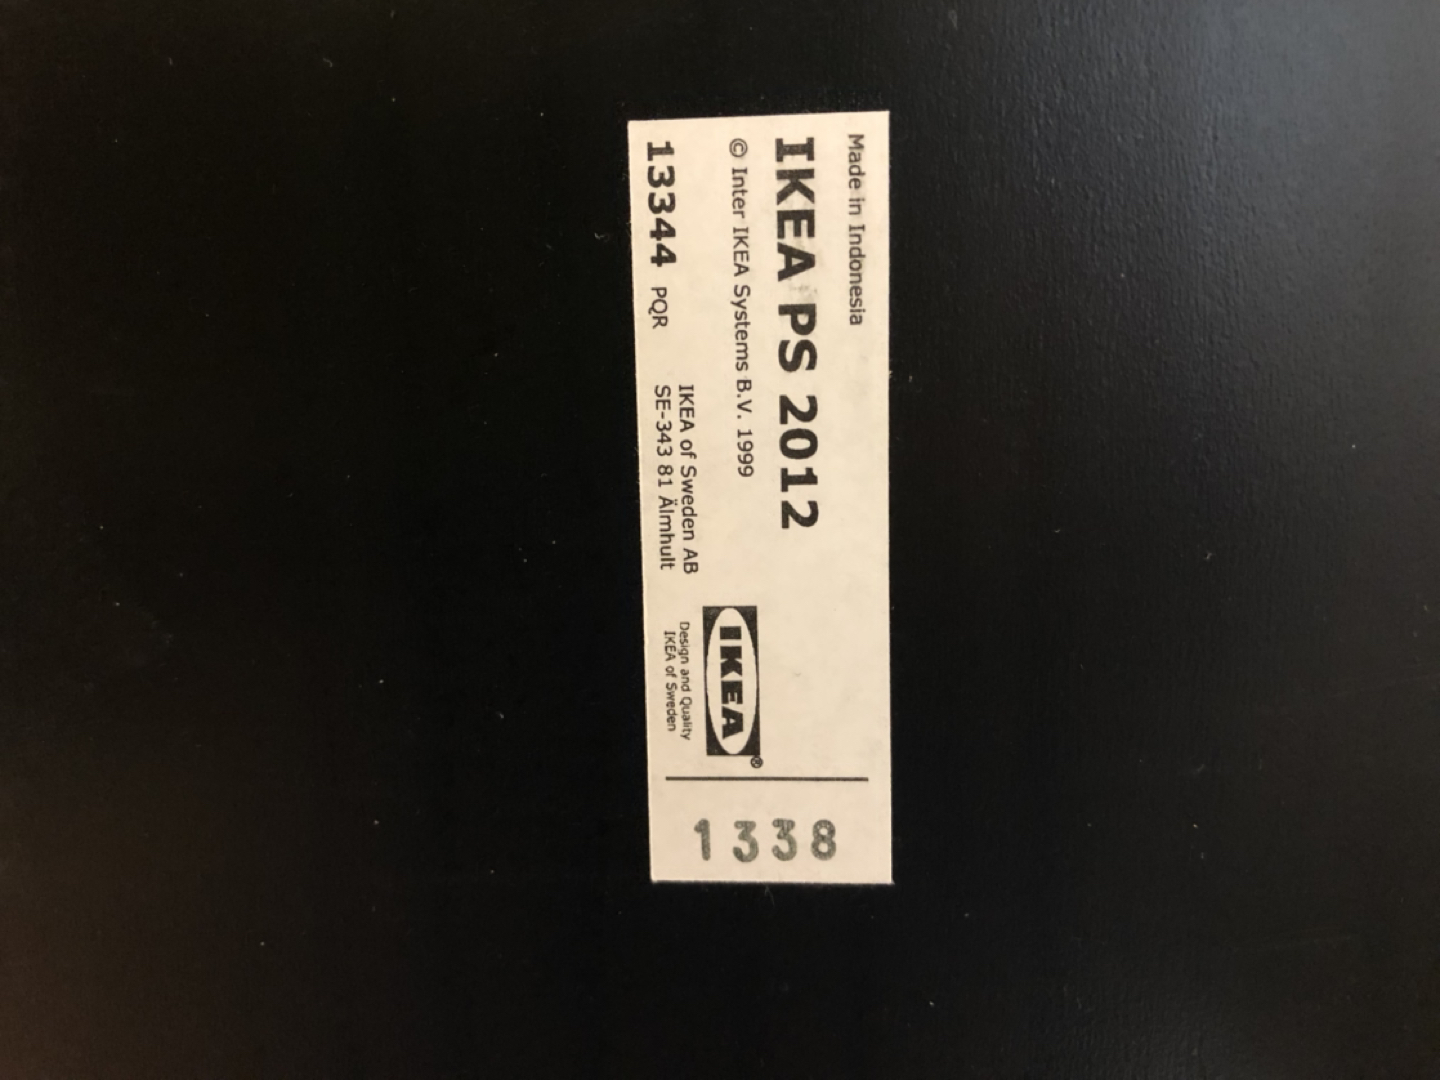 Made in Indonesia
IKEA PS 2012
© Inter IKEA Systems B.V. 1999
13344 PQR
IKEA of Sweden AB
SE-343 81 Älmhult
IKEA®
Design and Quality
IKEA of Sweden
1338